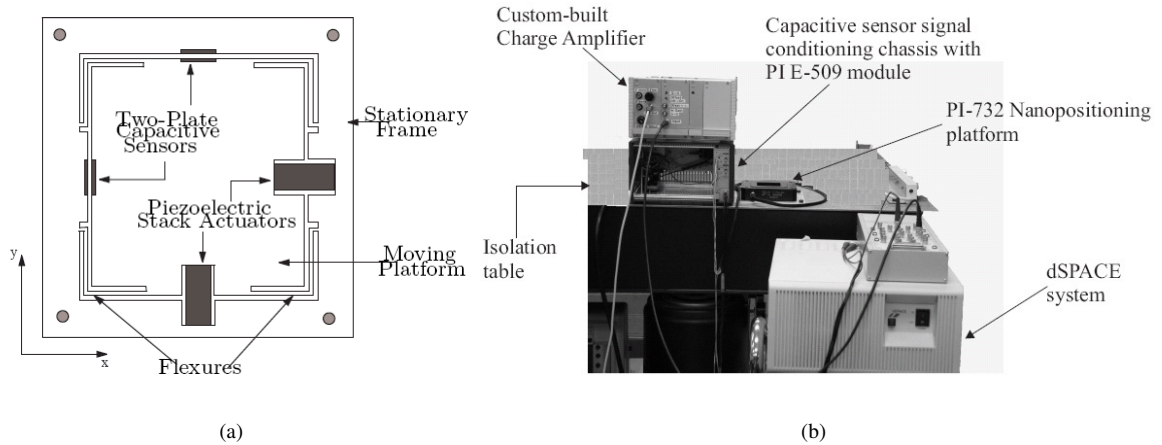 Two-Plate
Capacitive
Sensors
Stationary
Frame
Piezoelectric
Stack Actuators
Moving
Platform
y
x
Flexures
(a)
Custom-built
Charge Amplifier
Capacitive sensor signal
conditioning chassis with
PI E-509 module
PI-732 Nanopositioning
platform
Isolation
table
dSPACE
system
(b)